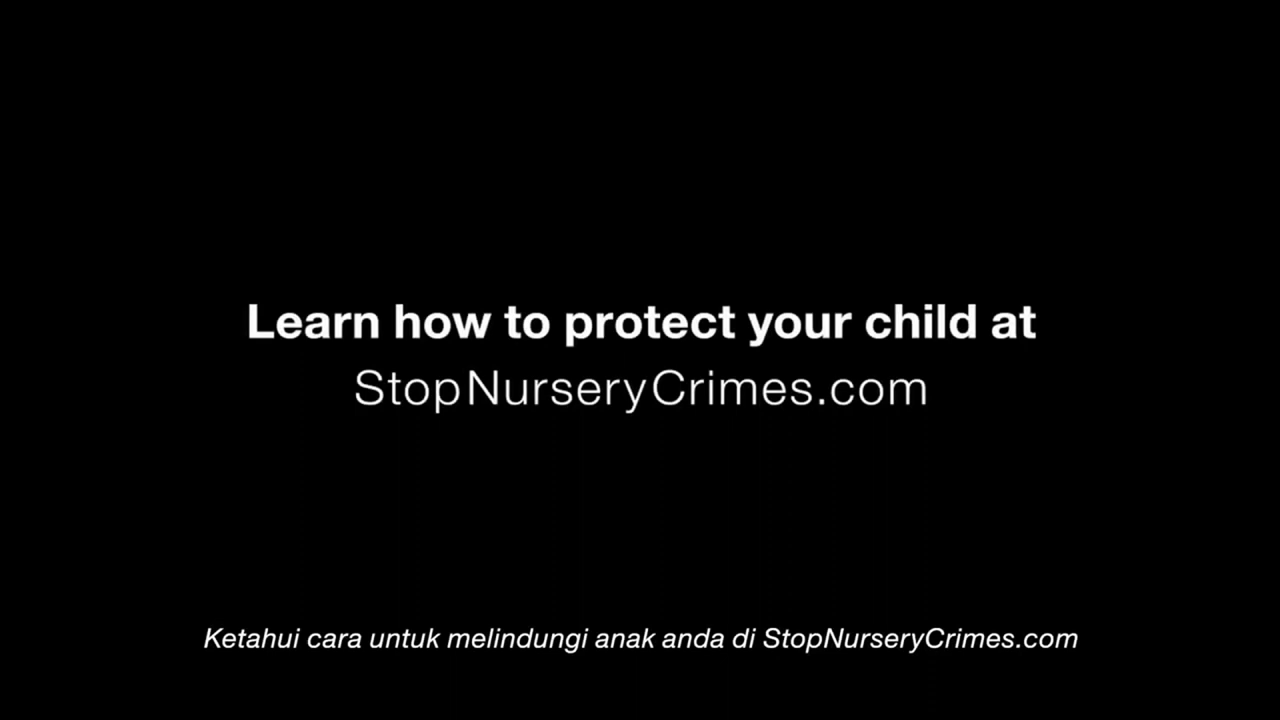 Learn how to protect your child at
StopNurseryCrimes.com
Ketahui cara untuk melindungi anak anda di StopNurseryCrimes.com